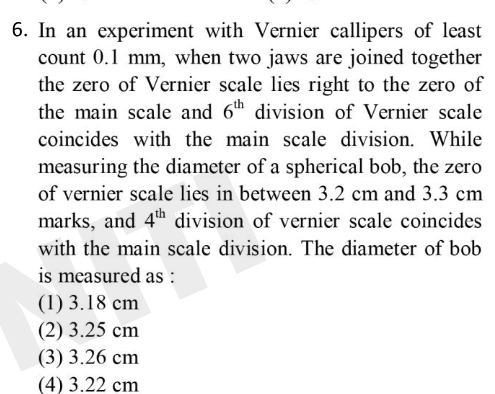 6. In an experiment with Vernier callipers of least
count 0.1 mm, when two jaws are joined together
the zero of Vernier scale lies right to the zero of
the main scale and 6th division of Vernier scale
coincides with the main scale division. While
measuring the diameter of a spherical bob, the zero
of vernier scale lies in between 3.2 cm and 3.3 cm
marks, and 4th division of vernier scale coincides
with the main scale division. The diameter of bob
is measured as :
(1) 3.18 cm
(2) 3.25 cm
(3) 3.26 cm
(4) 3.22 cm